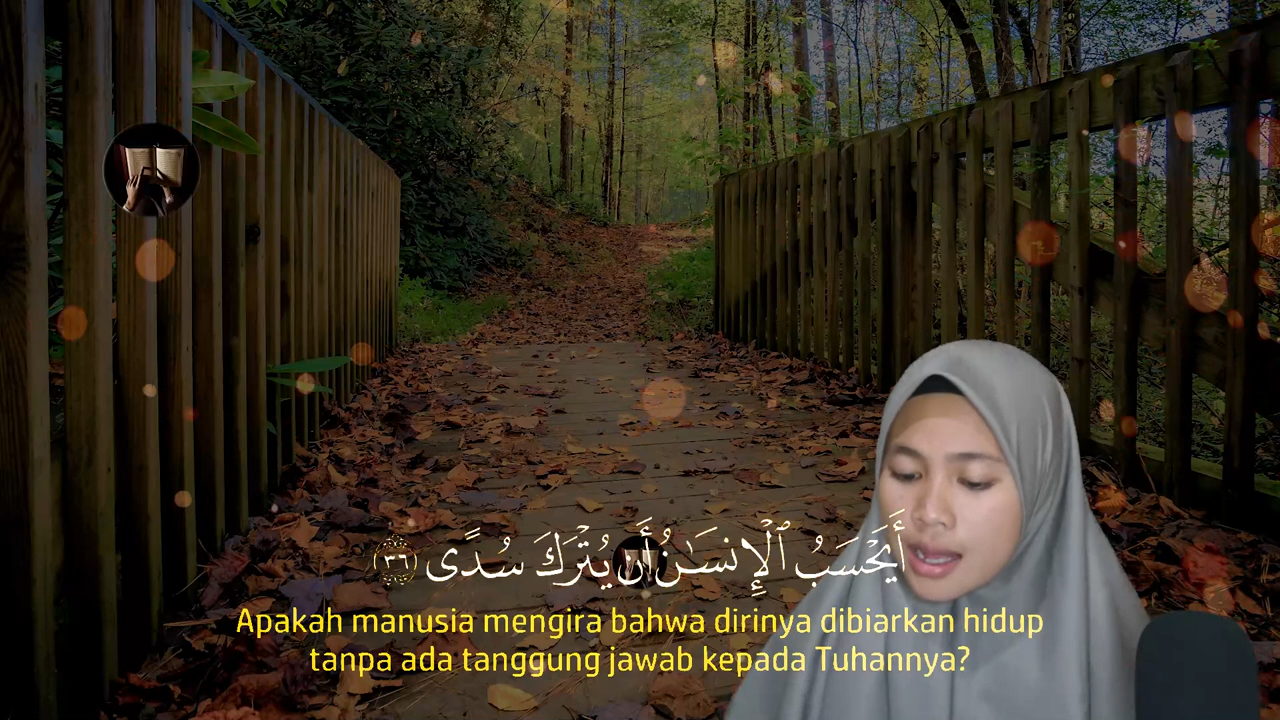 أَيَحْسَبُ ٱلْإِنسَـٰنُ أَن يُتْرَكَ سُدًى ﴿٣٦﴾
Apakah manusia mengira bahwa dirinya dibiarkan hidup
tanpa ada tanggung jawab kepada Tuhannya?